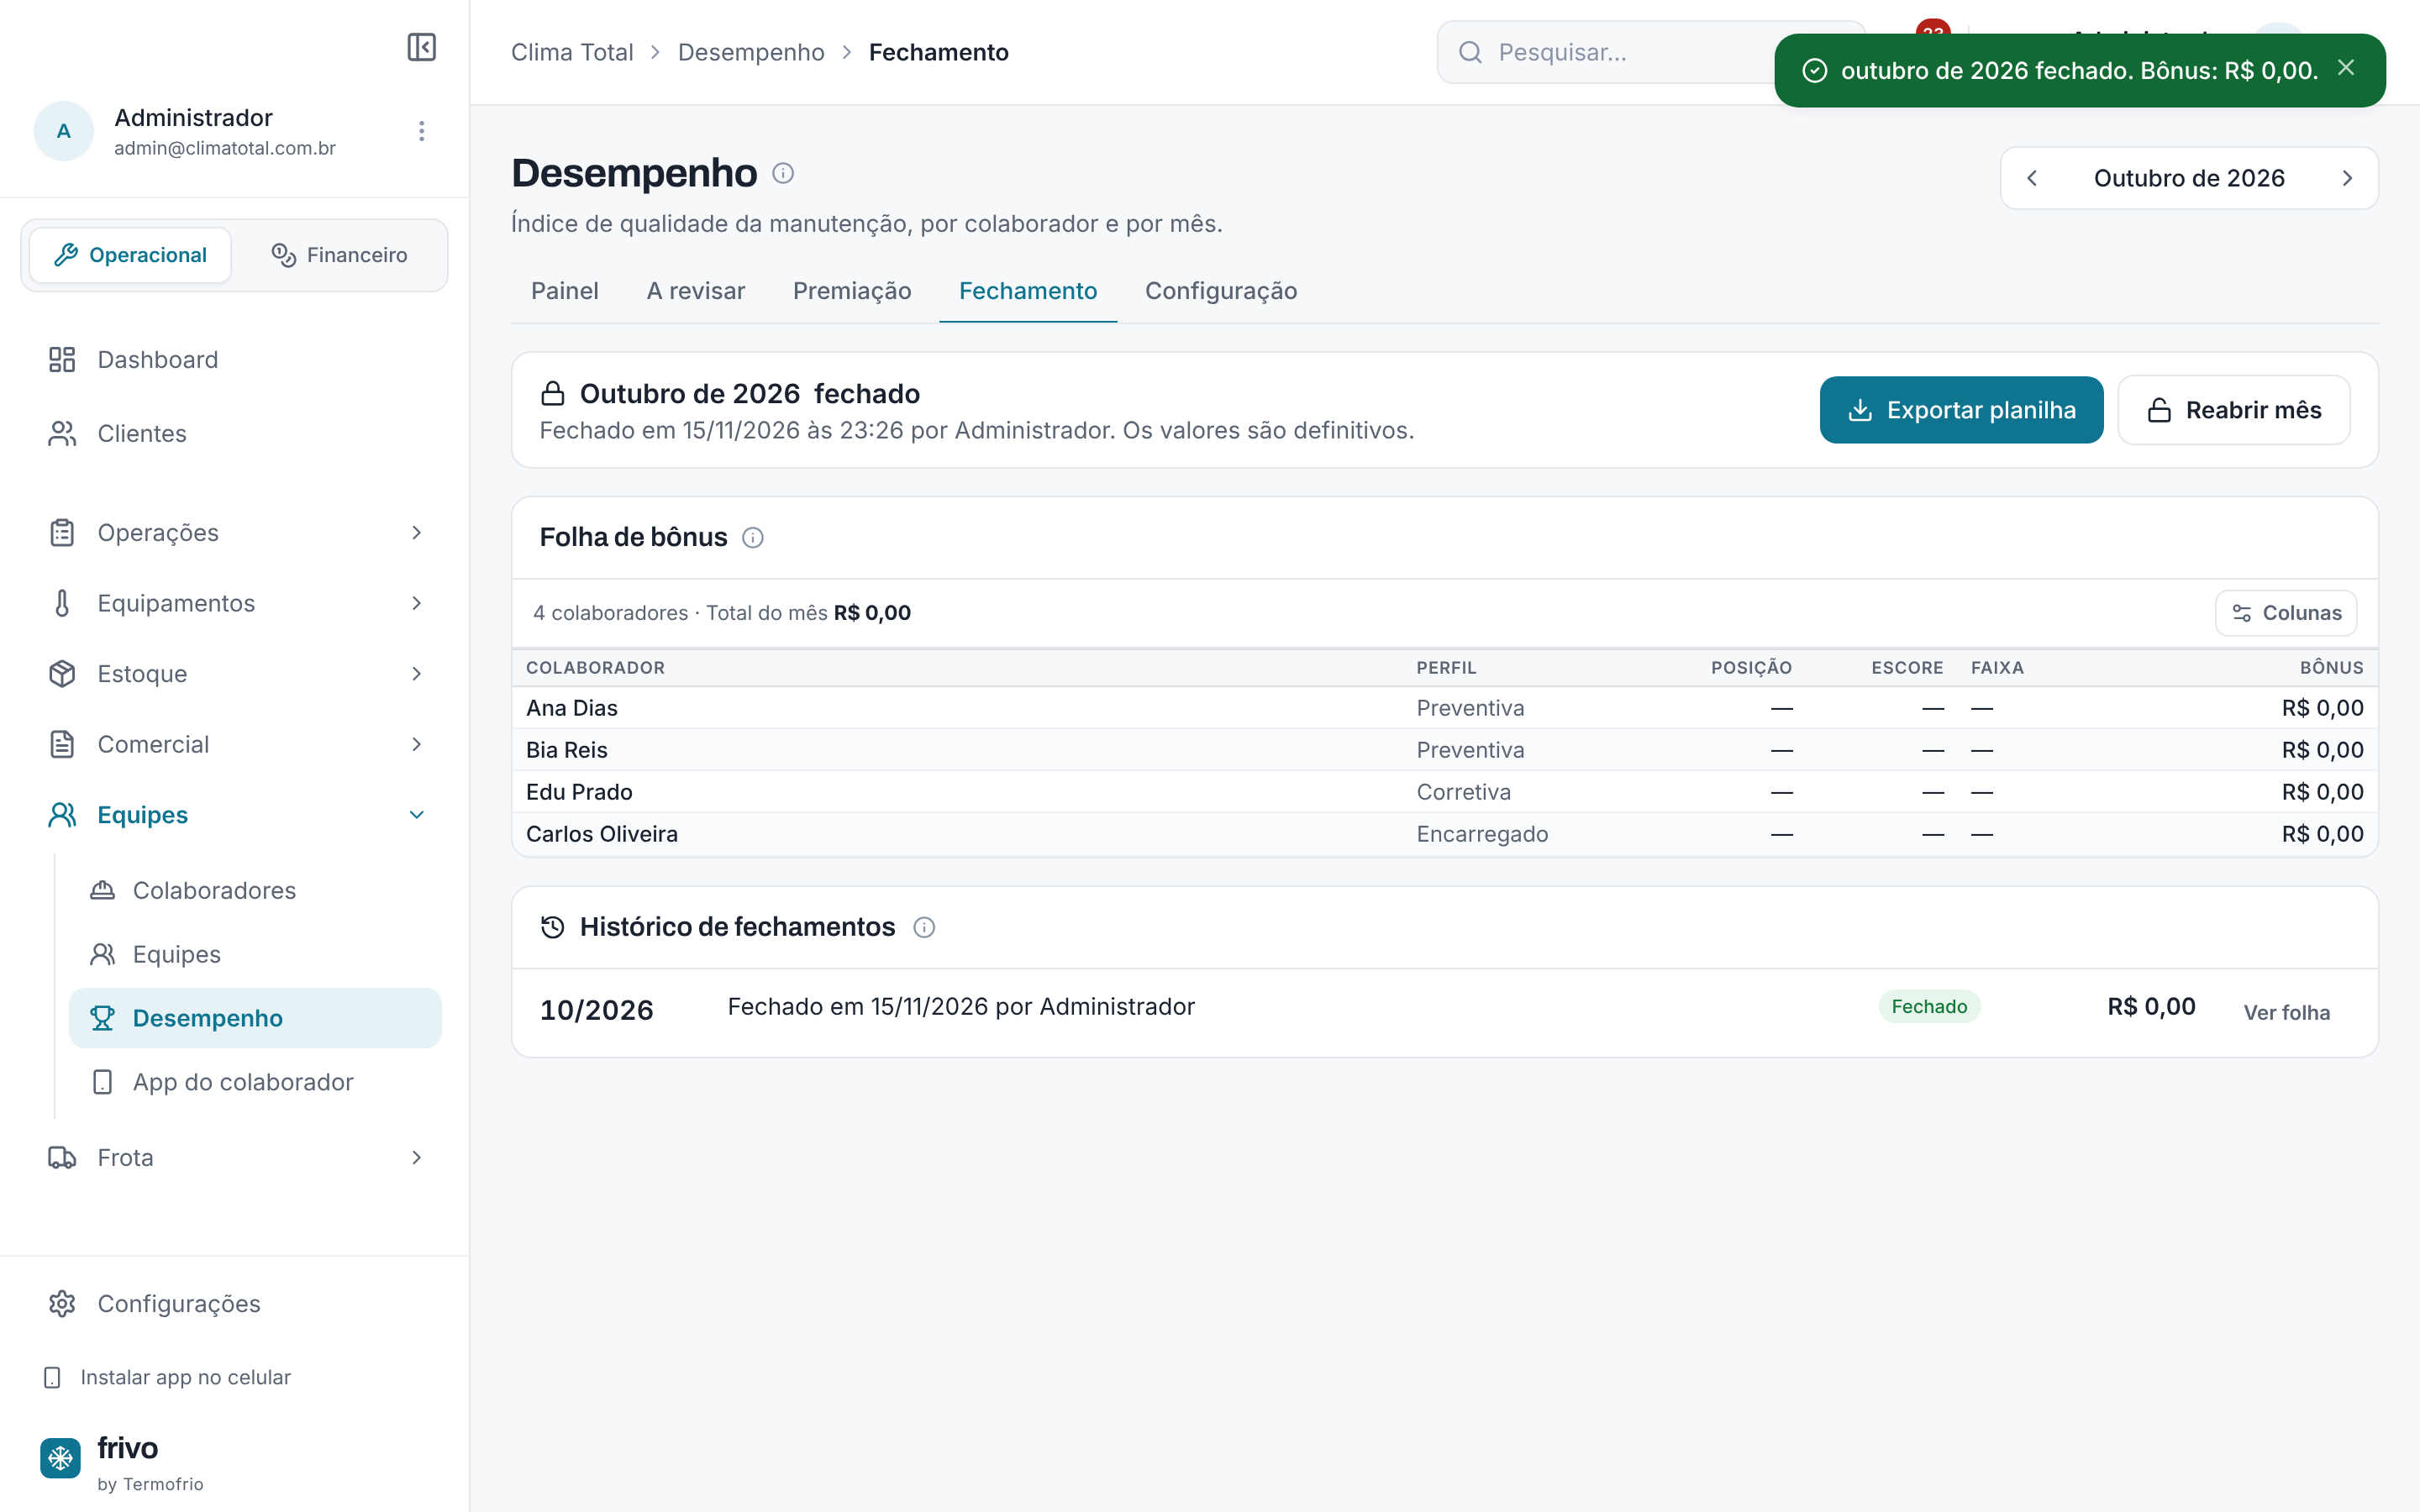 A
Administrador
admin@climatotal.com.br
Operacional
Financeiro
Dashboard
Clientes
Operações
Equipamentos
Estoque
Comercial
Equipes
Colaboradores
Equipes
Desempenho
App do colaborador
Frota
Configurações
Instalar app no celular
frivo
by Termofrio
Clima Total > Desempenho > Fechamento
Pesquisar...
outubro de 2026 fechado. Bônus: R$ 0,00.
Desempenho
Índice de qualidade da manutenção, por colaborador e por mês.
Outubro de 2026
Painel A revisar Premiação Fechamento Configuração
Outubro de 2026 fechado
Fechado em 15/11/2026 às 23:26 por Administrador. Os valores são definitivos.
Exportar planilha
Reabrir mês
Folha de bônus
4 colaboradores · Total do mês R$ 0,00
Colunas
COLABORADOR PERFIL POSIÇÃO ESCORE FAIXA BÔNUS
Ana Dias Preventiva — — — R$ 0,00
Bia Reis Preventiva — — — R$ 0,00
Edu Prado Corretiva — — — R$ 0,00
Carlos Oliveira Encarregado — — — R$ 0,00
Histórico de fechamentos
10/2026 Fechado em 15/11/2026 por Administrador Fechado R$ 0,00 Ver folha